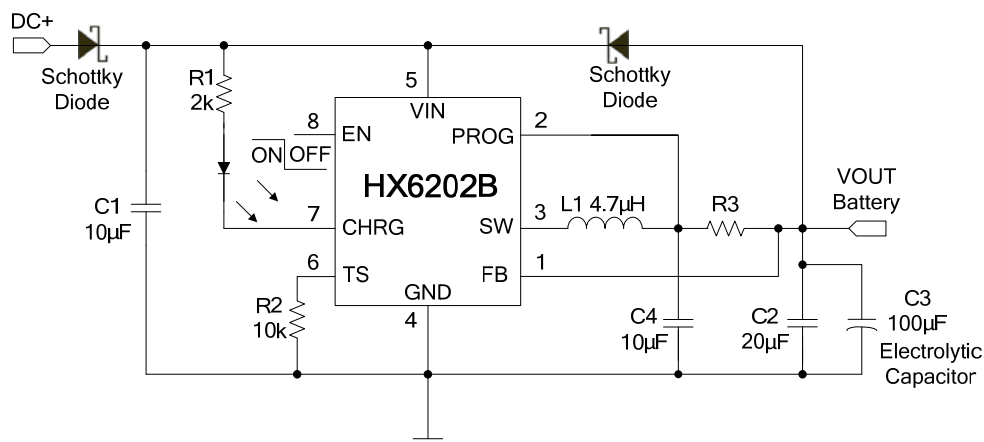 DC+
Schottky
Diode
R1
2k
5
VIN
Schottky
Diode
8
EN
PROG
2
ON
OFF
HX6202B
VOUT
Battery
C1
10µF
7
CHRG
SW
3
L1 4.7µH
R3
6
TS
FB
1
R2
10k
GND
4
C4
10µF
C2
20µF
C3
100µF
Electrolytic
Capacitor